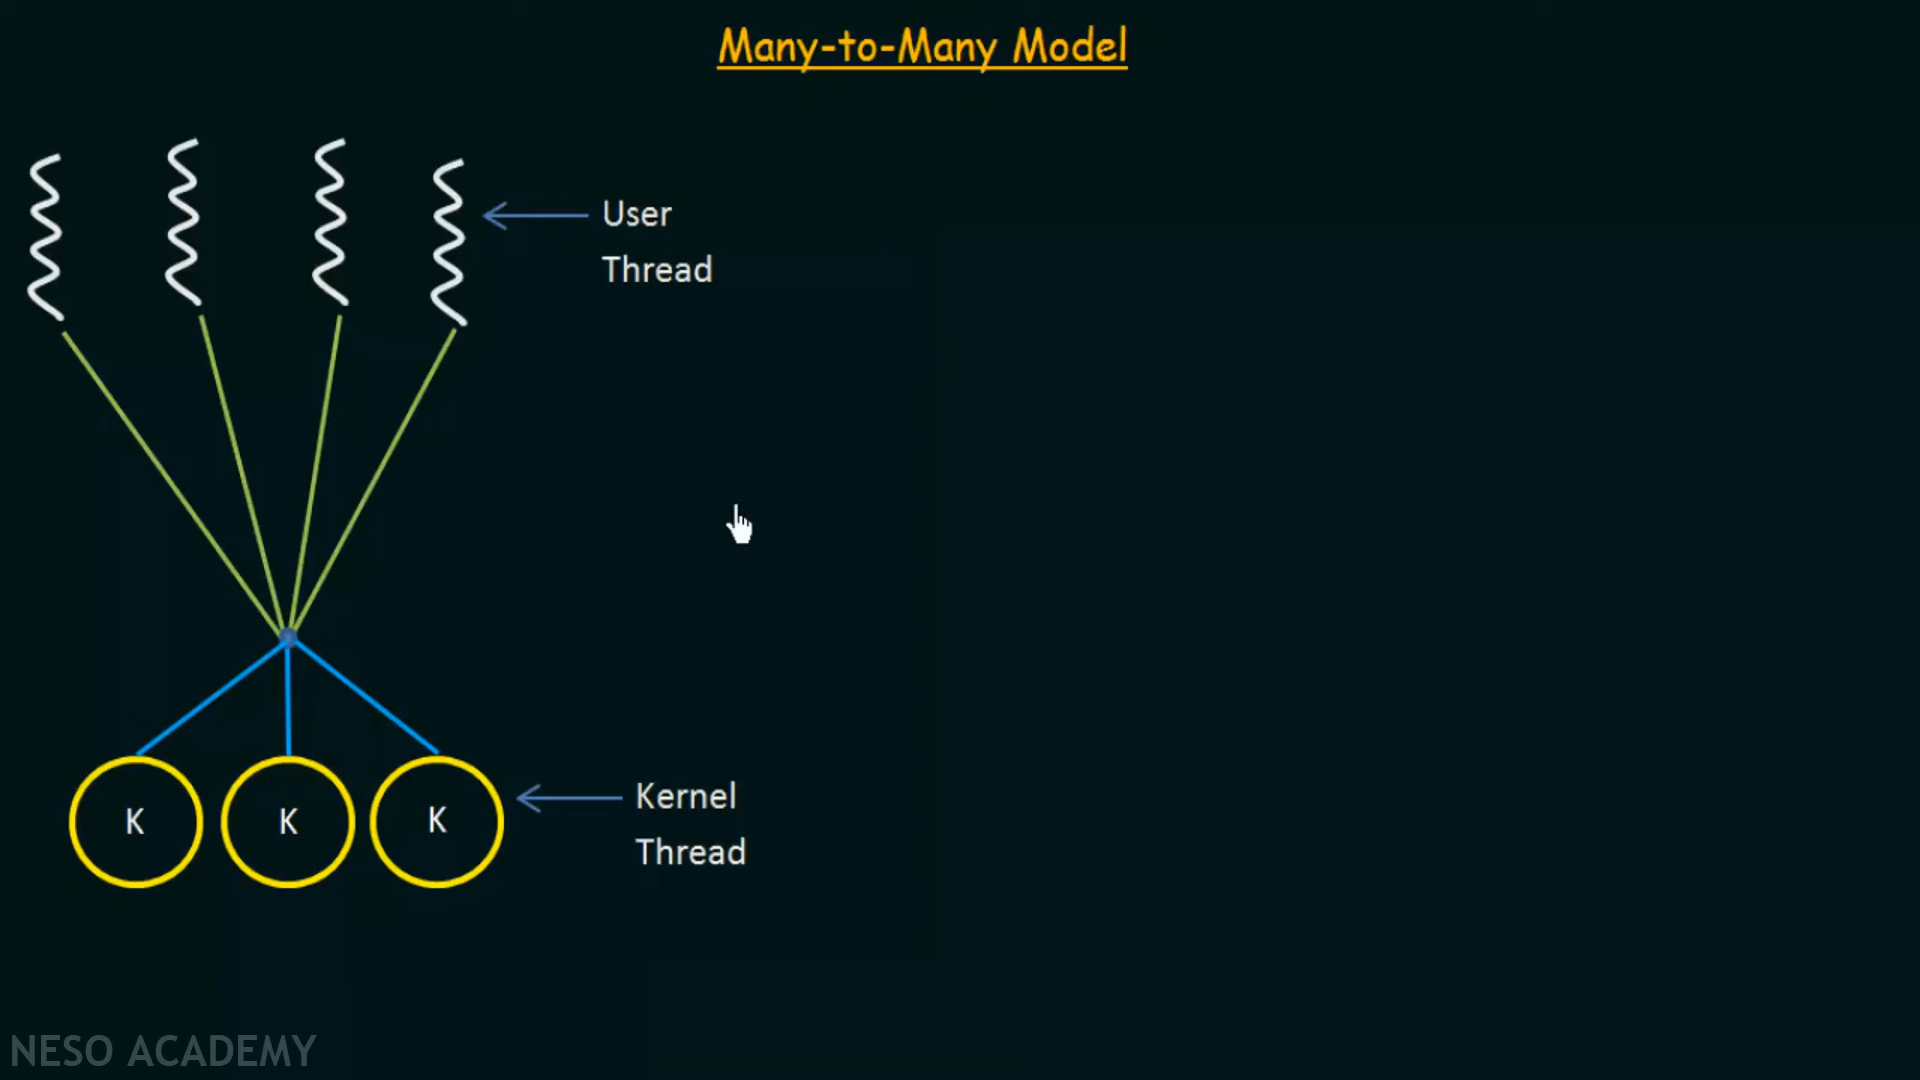 Many-to-Many Model
User
Thread
K K K
Kernel
Thread
NESO ACADEMY